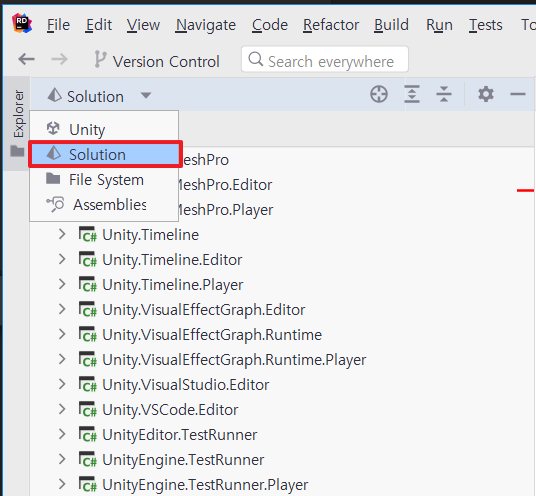 RD
File Edit View Navigate Code Refactor Build Run Tests
Version Control
Search everywhere
Explorer
Solution
Unity
Solution
File System
Assemblies
MeshPro
MeshPro.Editor
MeshPro.Player
C# Unity.Timeline
C# Unity.Timeline.Editor
C# Unity.Timeline.Player
C# Unity.VisualEffectGraph.Editor
C# Unity.VisualEffectGraph.Runtime
C# Unity.VisualEffectGraph.Runtime.Player
C# Unity.VisualStudio.Editor
C# Unity.VSCode.Editor
C# UnityEditor.TestRunner
C# UnityEngine.TestRunner
C# UnityEngine.TestRunner.Player